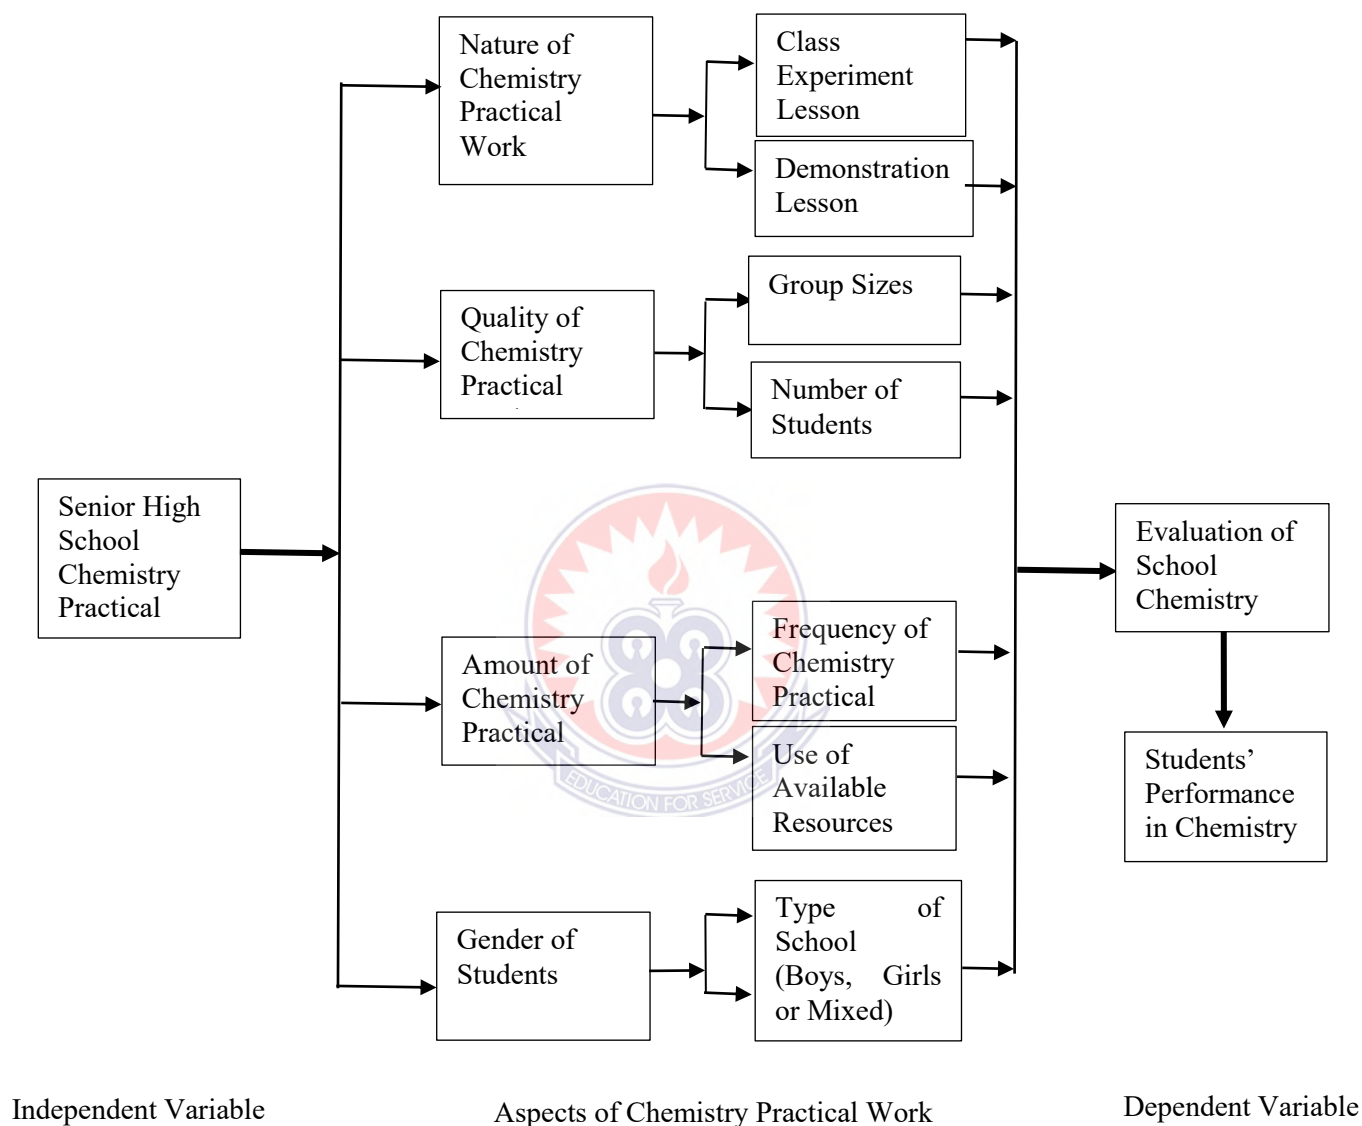 Nature of
Chemistry
Practical
Work
Class
Experiment
Lesson
Demonstration
Lesson
Quality of
Chemistry
Practical
Group Sizes
Number of
Students
Senior High
School
Chemistry
Practical
Amount of
Chemistry
Practical
Frequency of
Chemistry
Practical
Use of
Available
Resources
Gender of
Students
Type of
School
(Boys, Girls
or Mixed)
Evaluation of
School
Chemistry
Students’
Performance
in Chemistry
EDUCATION FOR SERVICE
Independent Variable
Aspects of Chemistry Practical Work
Dependent Variable